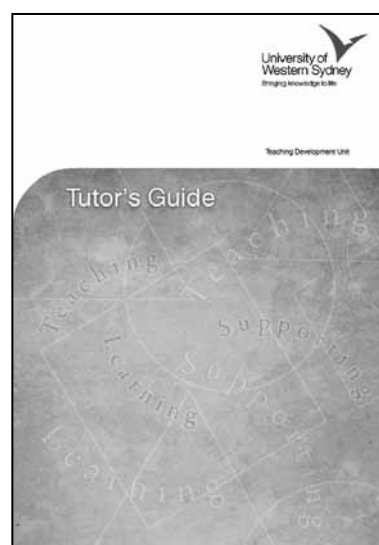 University of
Western Sydney
Bringing knowledge to life
Teaching Development Unit
Tutor's Guide
Teaching
Teaching
Supporting
Learning
Supporting
Learning